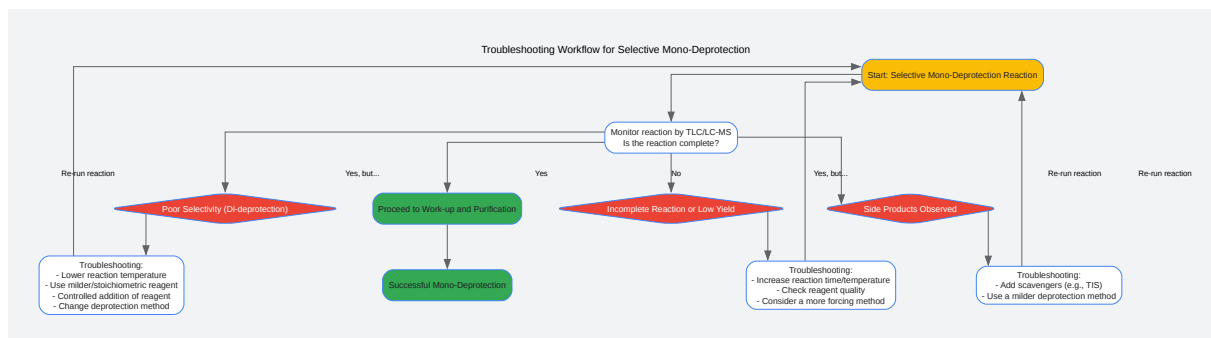 Troubleshooting Workflow for Selective Mono-Deprotection
Start: Selective Mono-Deprotection Reaction
Monitor reaction by TLC/LC-MS
Is the reaction complete?
Re-run reaction
Yes, but...
Yes
No
Yes, but...
Re-run reaction
Re-run reaction
Poor Selectivity (Di-deprotection)
Proceed to Work-up and Purification
Incomplete Reaction or Low Yield
Side Products Observed
Troubleshooting:
- Lower reaction temperature
- Use milder/stoichiometric reagent
- Controlled addition of reagent
- Change deprotection method
Successful Mono-Deprotection
Troubleshooting:
- Increase reaction time/temperature
- Check reagent quality
- Consider a more forcing method
Troubleshooting:
- Add scavengers (e.g., TIS)
- Use a milder deprotection method